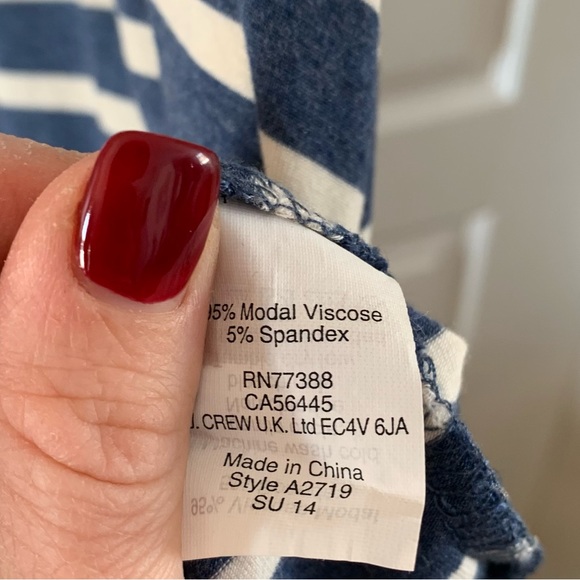 95% Modal Viscose
5% Spandex
RN77388
CA56445
J. CREW U.K. Ltd EC4V 6JA
Made in China
Style A2719
SU 14